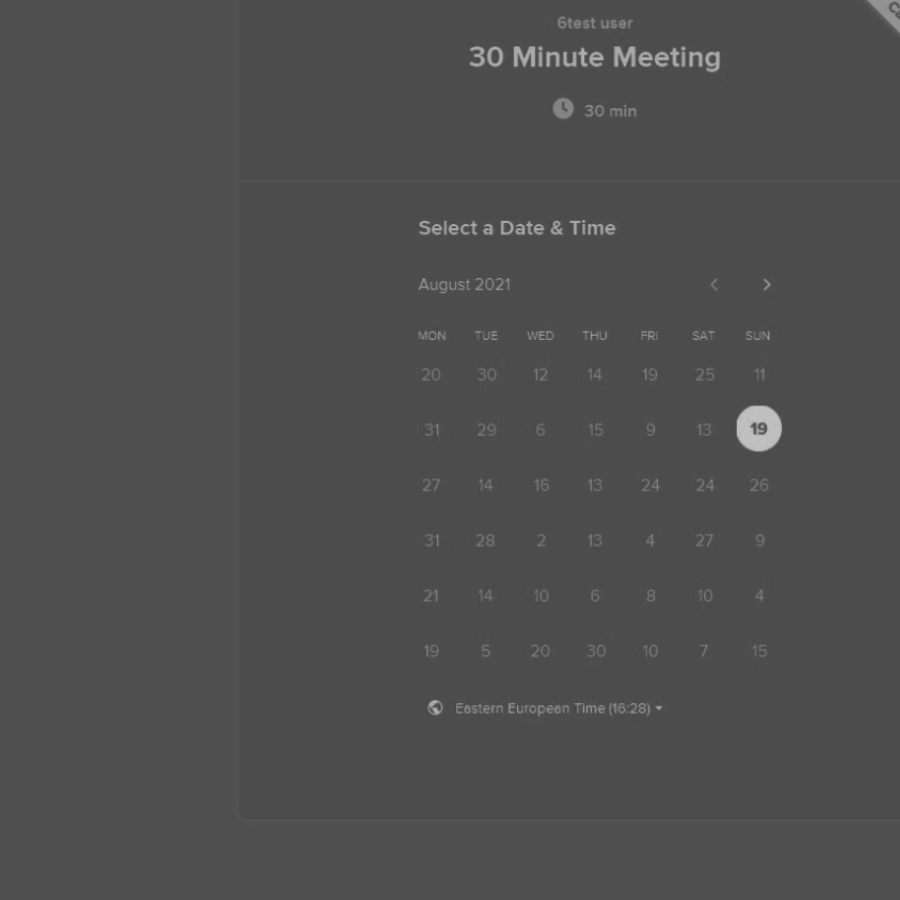 6test user
30 Minute Meeting
30 min
Select a Date & Time
August 2021
MON TUE WED THU FRI SAT SUN
20 30 12 14 19 25 11
31 29 6 15 9 13 19
27 14 16 13 24 24 26
31 28 2 13 4 27 9
21 14 10 6 8 10 4
19 5 20 30 10 7 15
Eastern European Time (16:28)